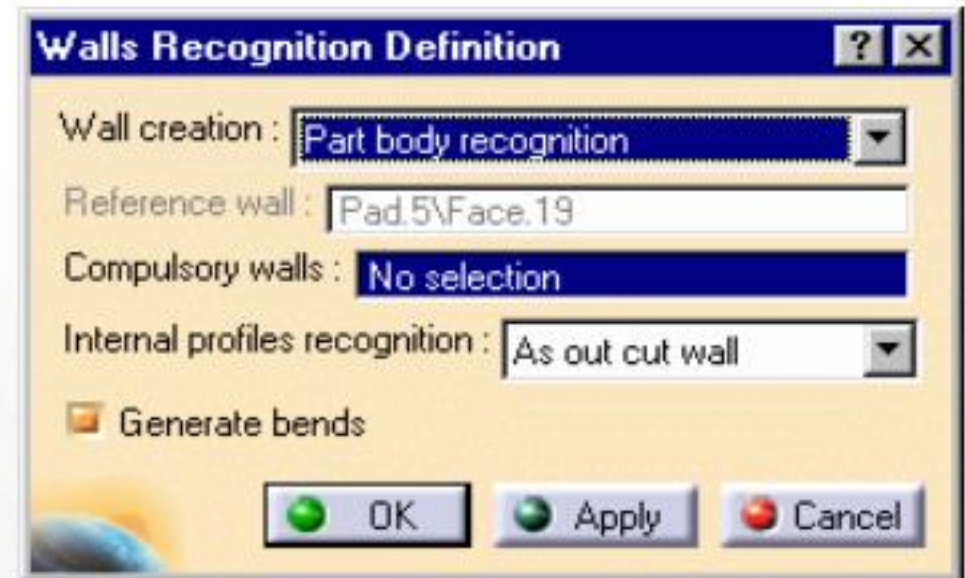 Walls Recognition Definition
Wall creation : Part body recognition
Reference wall : Pad.5\Face.19
Compulsory walls : No selection
Internal profiles recognition : As out cut wall
Generate bends
OK Apply Cancel